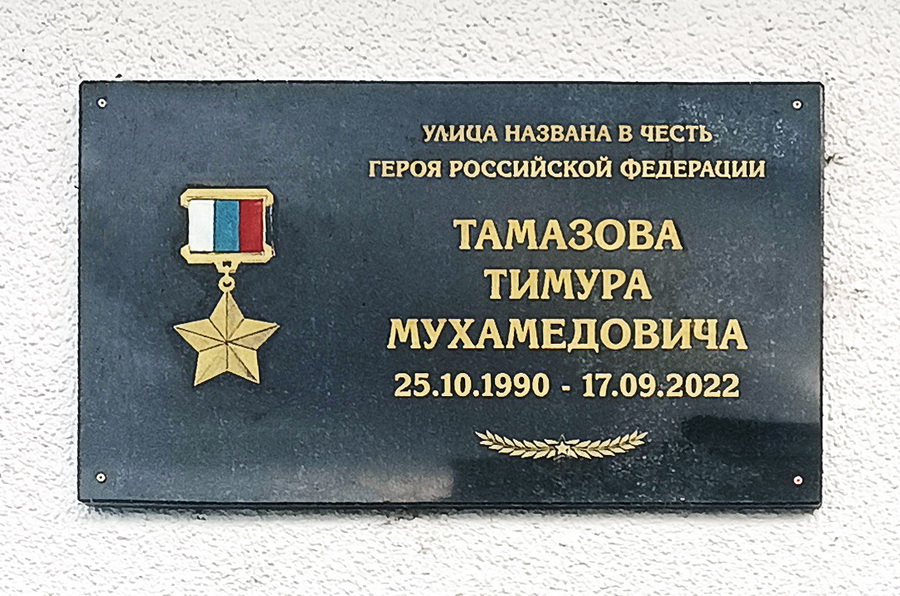 УЛИЦА НАЗВАНА В ЧЕСТЬ
ГЕРОЯ РОССИЙСКОЙ ФЕДЕРАЦИИ
ТАМАЗОВА
ТИМУРА
МУХАМЕДОВИЧА
25.10.1990 - 17.09.2022